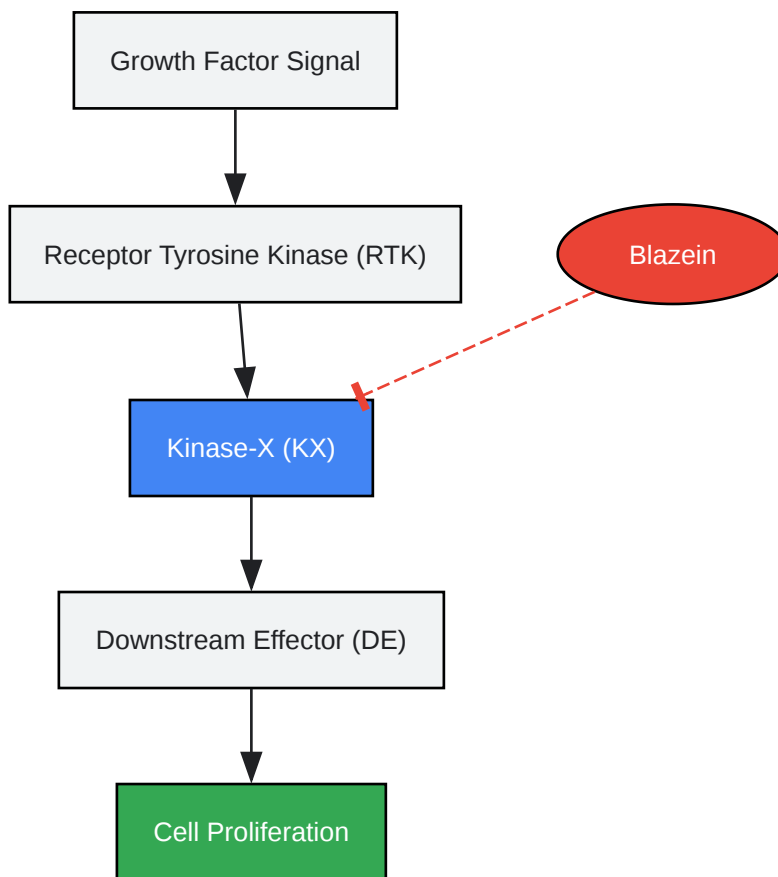 Growth Factor Signal
Receptor Tyrosine Kinase (RTK)
Blazein
Kinase-X (KX)
Downstream Effector (DE)
Cell Proliferation